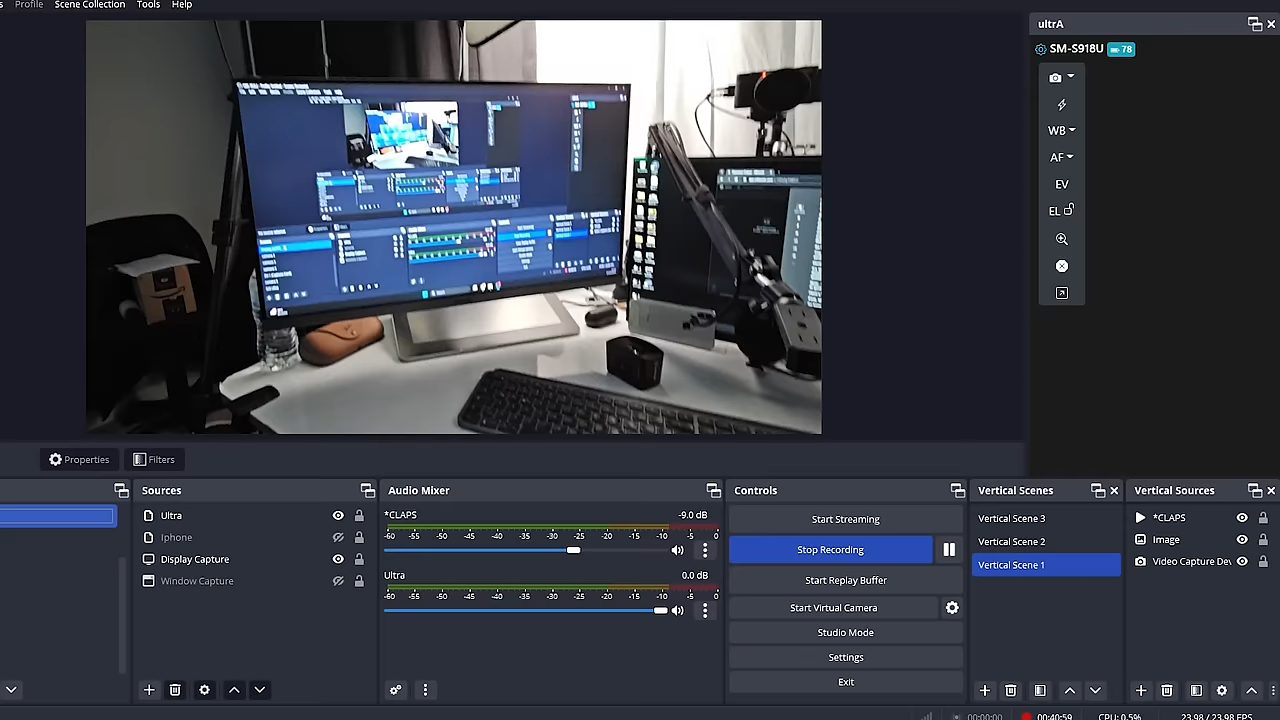 Profile Scene Collection Tools Help
ultrA
SM-S918U 78
WB
AF
EV
EL
Properties Filters
Sources
Ultra
Iphone
Display Capture
Window Capture
Audio Mixer
*CLAPS -9.0 dB
-60 -55 -50 -45 -40 -35 -30 -25 -20 -15 -10 -5 0
Ultra 0.0 dB
-60 -55 -50 -45 -40 -35 -30 -25 -20 -15 -10 -5 0
Controls
Start Streaming
Stop Recording
Start Replay Buffer
Start Virtual Camera
Studio Mode
Settings
Exit
Vertical Scenes
Vertical Scene 3
Vertical Scene 2
Vertical Scene 1
Vertical Sources
*CLAPS
Image
Video Capture Dev
00:00:00 00:40:59 CPU: 0.5% 23.98 / 23.98 FPS